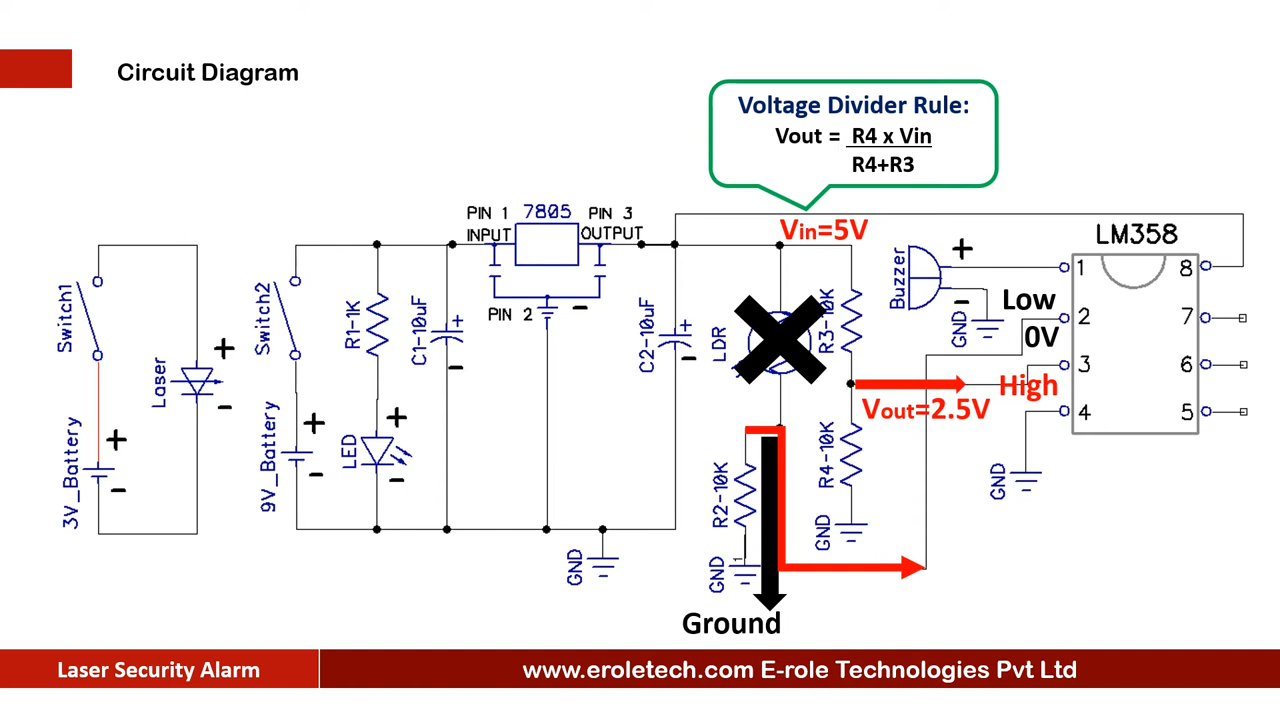 Circuit Diagram
Voltage Divider Rule:
Vout = R4 x Vin
R4+R3
PIN 1 7805 PIN 3
INPUT OUTPUT
PIN 2
-
Vin=5V
LM358
Switch1
Laser
+
-
3V_Battery
+
-
Switch2
9V_Battery
+
-
R1-1K
LED
+
-
C1-10uF
+
-
C2-10uF
+
-
GND
LDR
R3-10K
R2-10K
GND
R4-10K
GND
Vout=2.5V
High
Buzzer
+
-
GND
Low
0V
GND
1 8
2 7
3 6
4 5
1
Ground
Laser Security Alarm
www.eroletech.com E-role Technologies Pvt Ltd